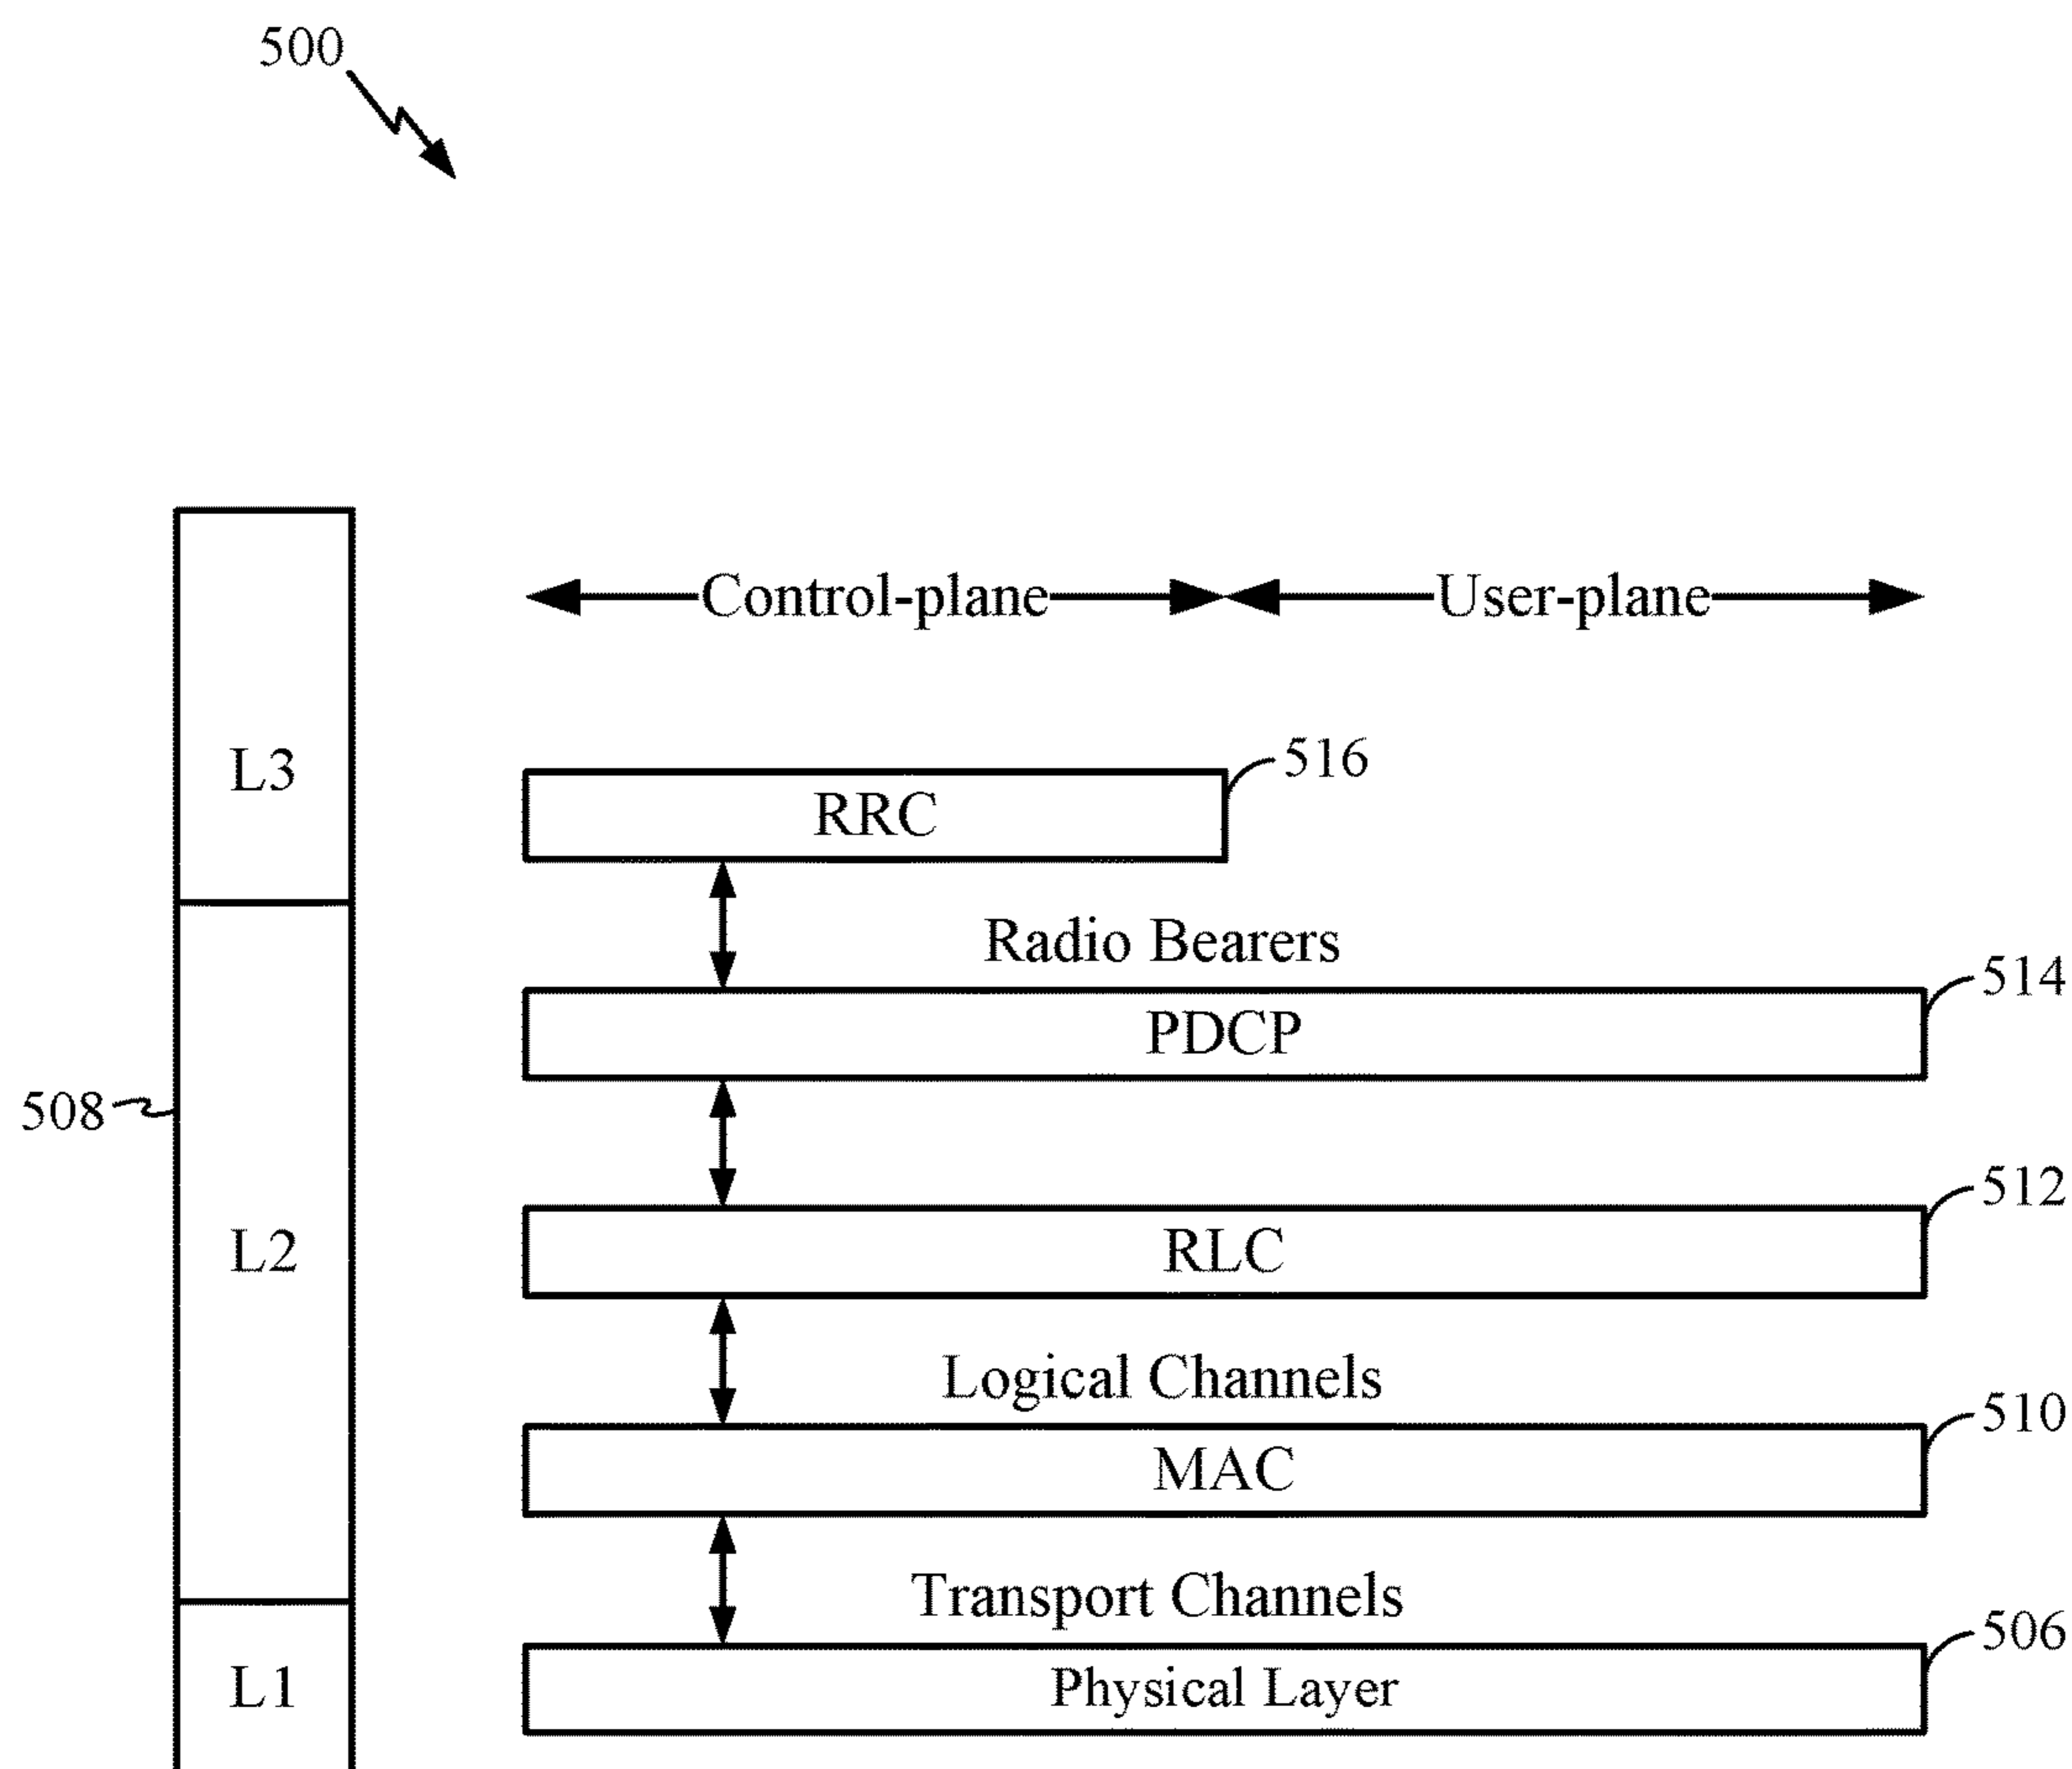 500
Control-plane User-plane
L3
516
RRC
Radio Bearers
514
PDCP
508
512
L2
RLC
Logical Channels
510
MAC
Transport Channels
506
L1
Physical Layer